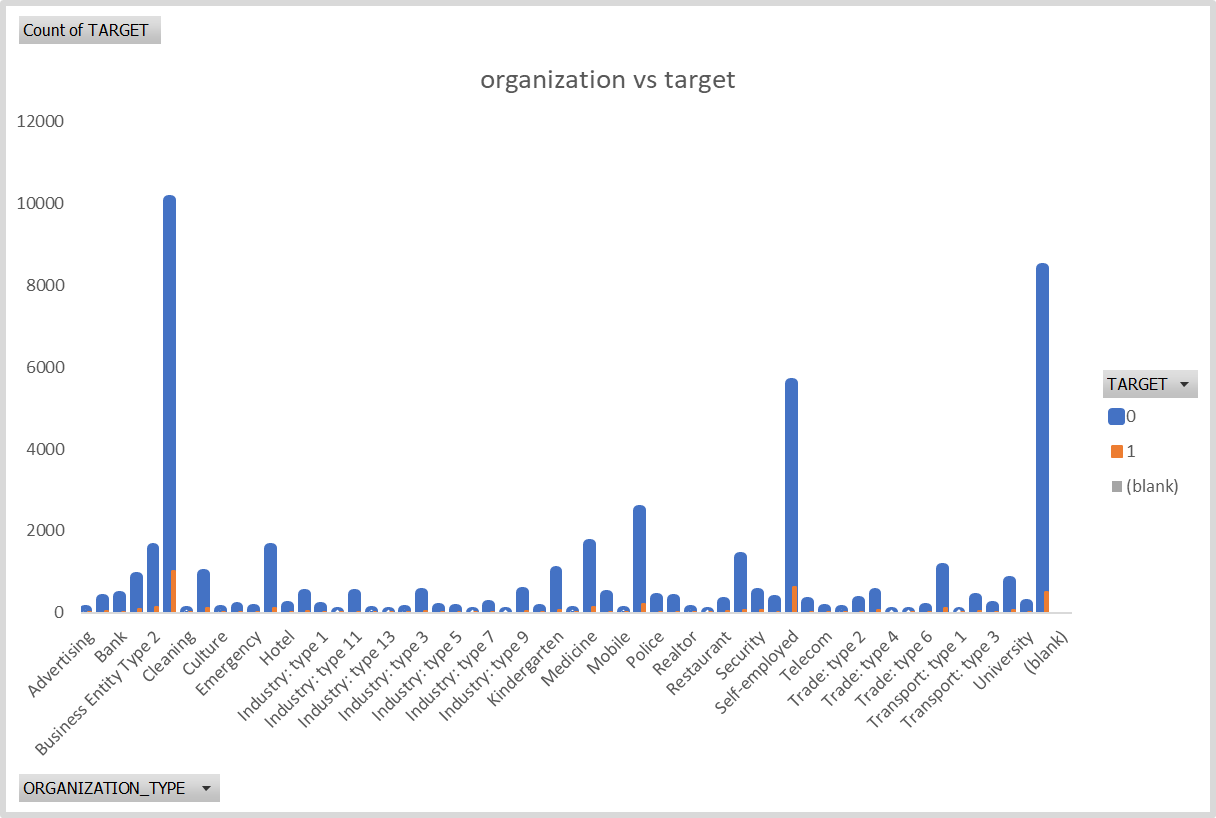 Count of TARGET
organization vs target
12000
10000
8000
6000
4000
2000
0
TARGET
0
1
(blank)
Advertising
Bank
Business Entity Type 2
Cleaning
Culture
Emergency
Hotel
Industry: type 1
Industry: type 11
Industry: type 13
Industry: type 3
Industry: type 5
Industry: type 7
Industry: type 9
Kindergarten
Medicine
Mobile
Police
Realtor
Restaurant
Security
Self-employed
Telecom
Trade: type 2
Trade: type 4
Trade: type 6
Transport: type 1
Transport: type 3
University
(blank)
ORGANIZATION_TYPE